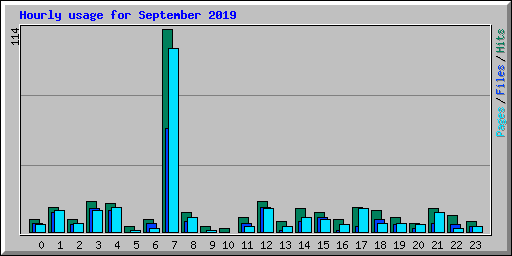 Hourly usage for September 2019
114
Pages/Files/Hits
0 1 2 3 4 5 6 7 8 9 10 11 12 13 14 15 16 17 18 19 20 21 22 23